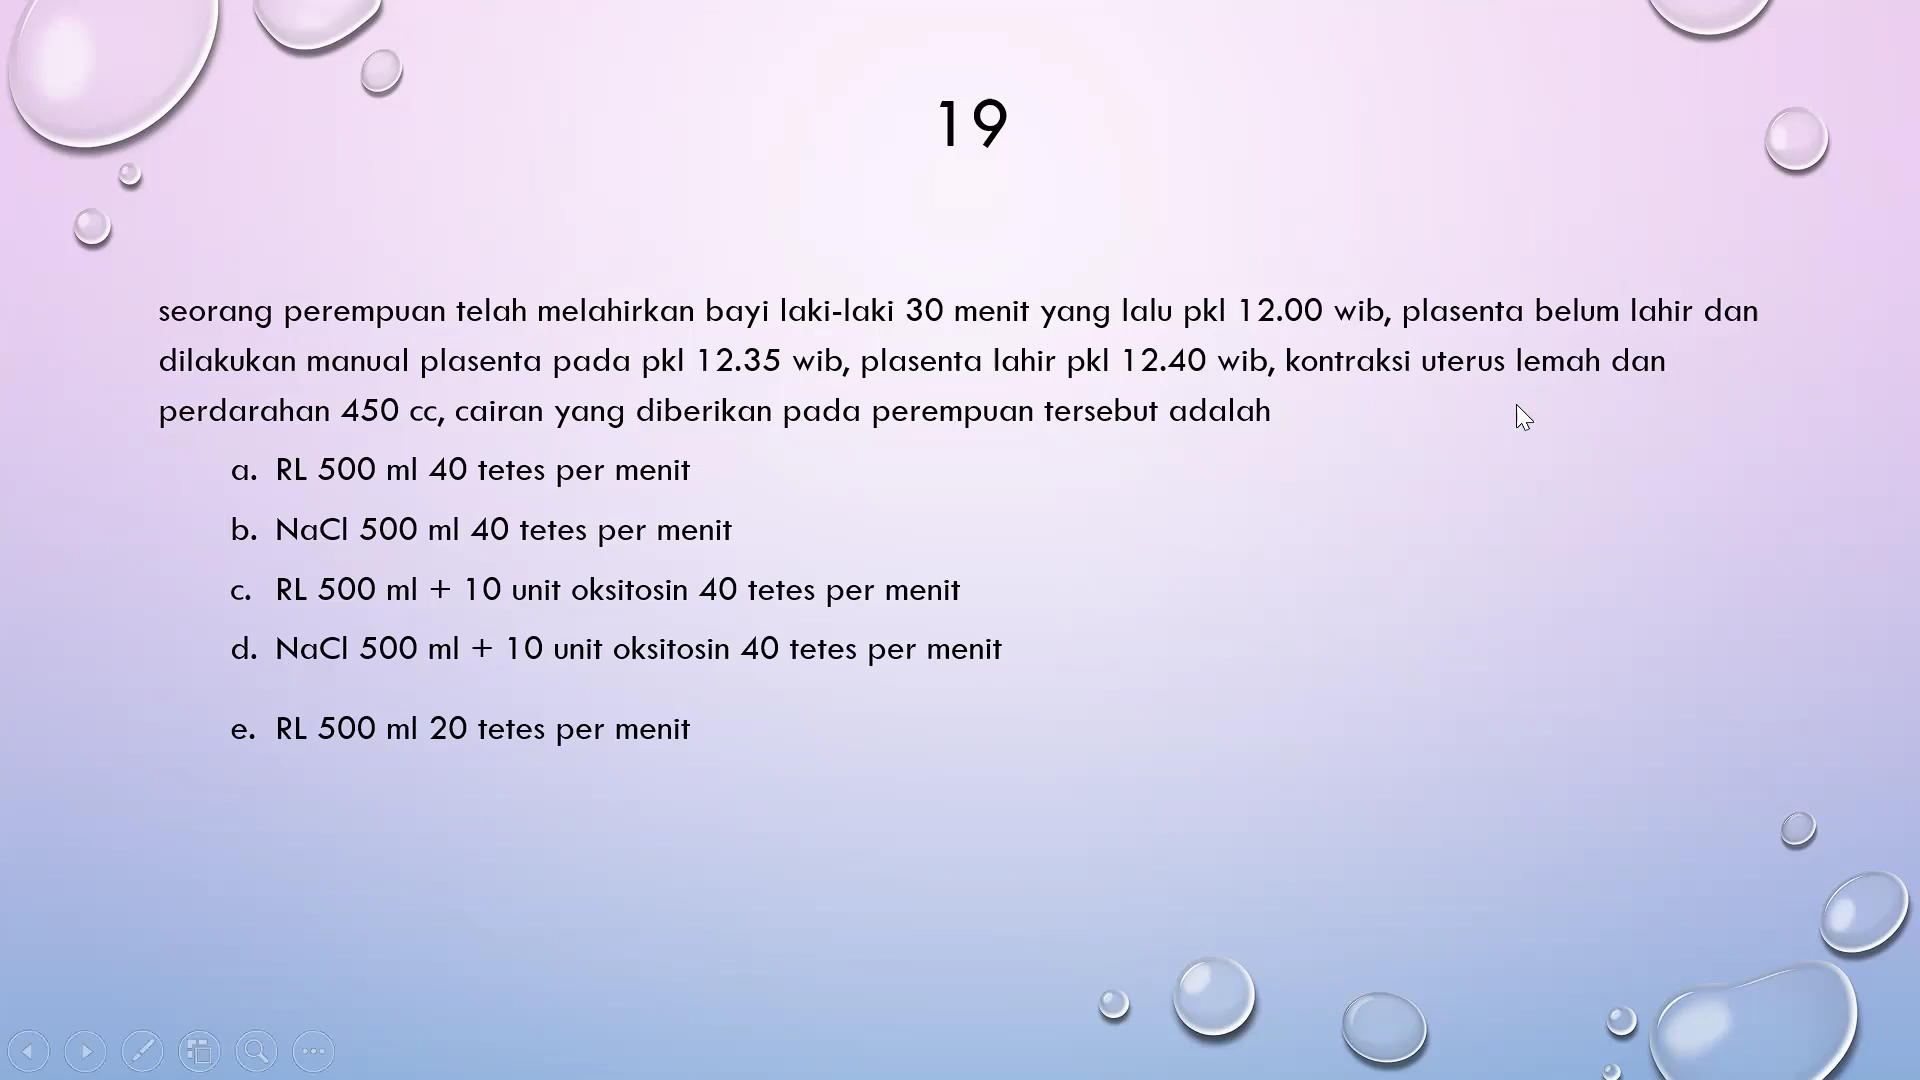 19
seorang perempuan telah melahirkan bayi laki-laki 30 menit yang lalu pkl 12.00 wib, plasenta belum lahir dan
dilakukan manual plasenta pada pkl 12.35 wib, plasenta lahir pkl 12.40 wib, kontraksi uterus lemah dan
perdarahan 450 cc, cairan yang diberikan pada perempuan tersebut adalah
a. RL 500 ml 40 tetes per menit
b. NaCl 500 ml 40 tetes per menit
c. RL 500 ml + 10 unit oksitosin 40 tetes per menit
d. NaCl 500 ml + 10 unit oksitosin 40 tetes per menit
e. RL 500 ml 20 tetes per menit